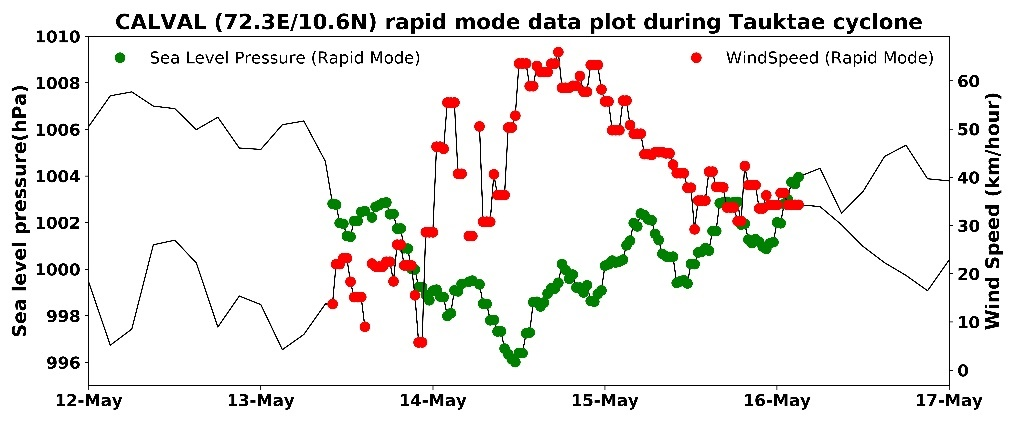 CALVAL (72.3E/10.6N) rapid mode data plot during Tauktae cyclone
Sea Level Pressure (Rapid Mode)
WindSpeed (Rapid Mode)
Sea level pressure(hPa)
1010
1008
1006
1004
1002
1000
998
996
Wind Speed (km/hour)
60
50
40
30
20
10
0
12-May
13-May
14-May
15-May
16-May
17-May